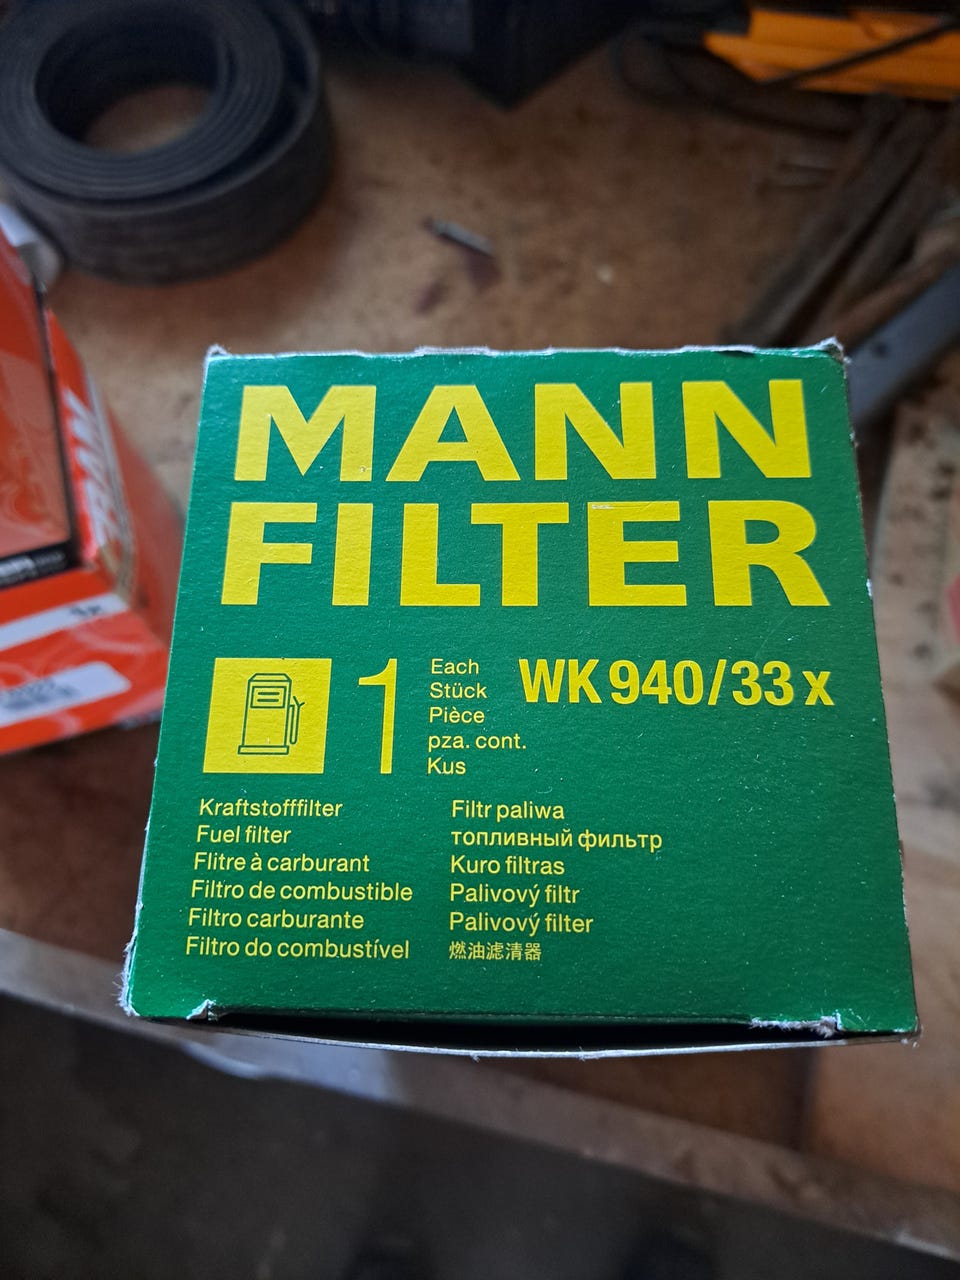 MANN
FILTER
1
Each
Stück
Pièce
pza. cont.
Kus
WK 940/33 x
Kraftstofffilter
Fuel filter
Flitre à carburant
Filtro de combustible
Filtro carburante
Filtro do combustível
Filtr paliwa
топливный фильтр
Kuro filtras
Palivový filtr
Palivový filter
燃油滤清器